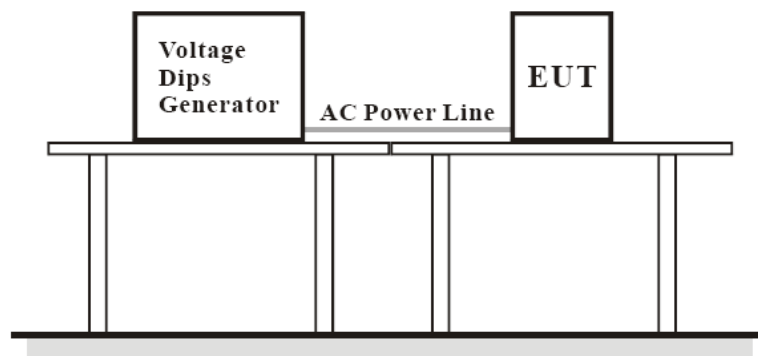 Voltage
Dips
Generator
AC Power Line
EUT